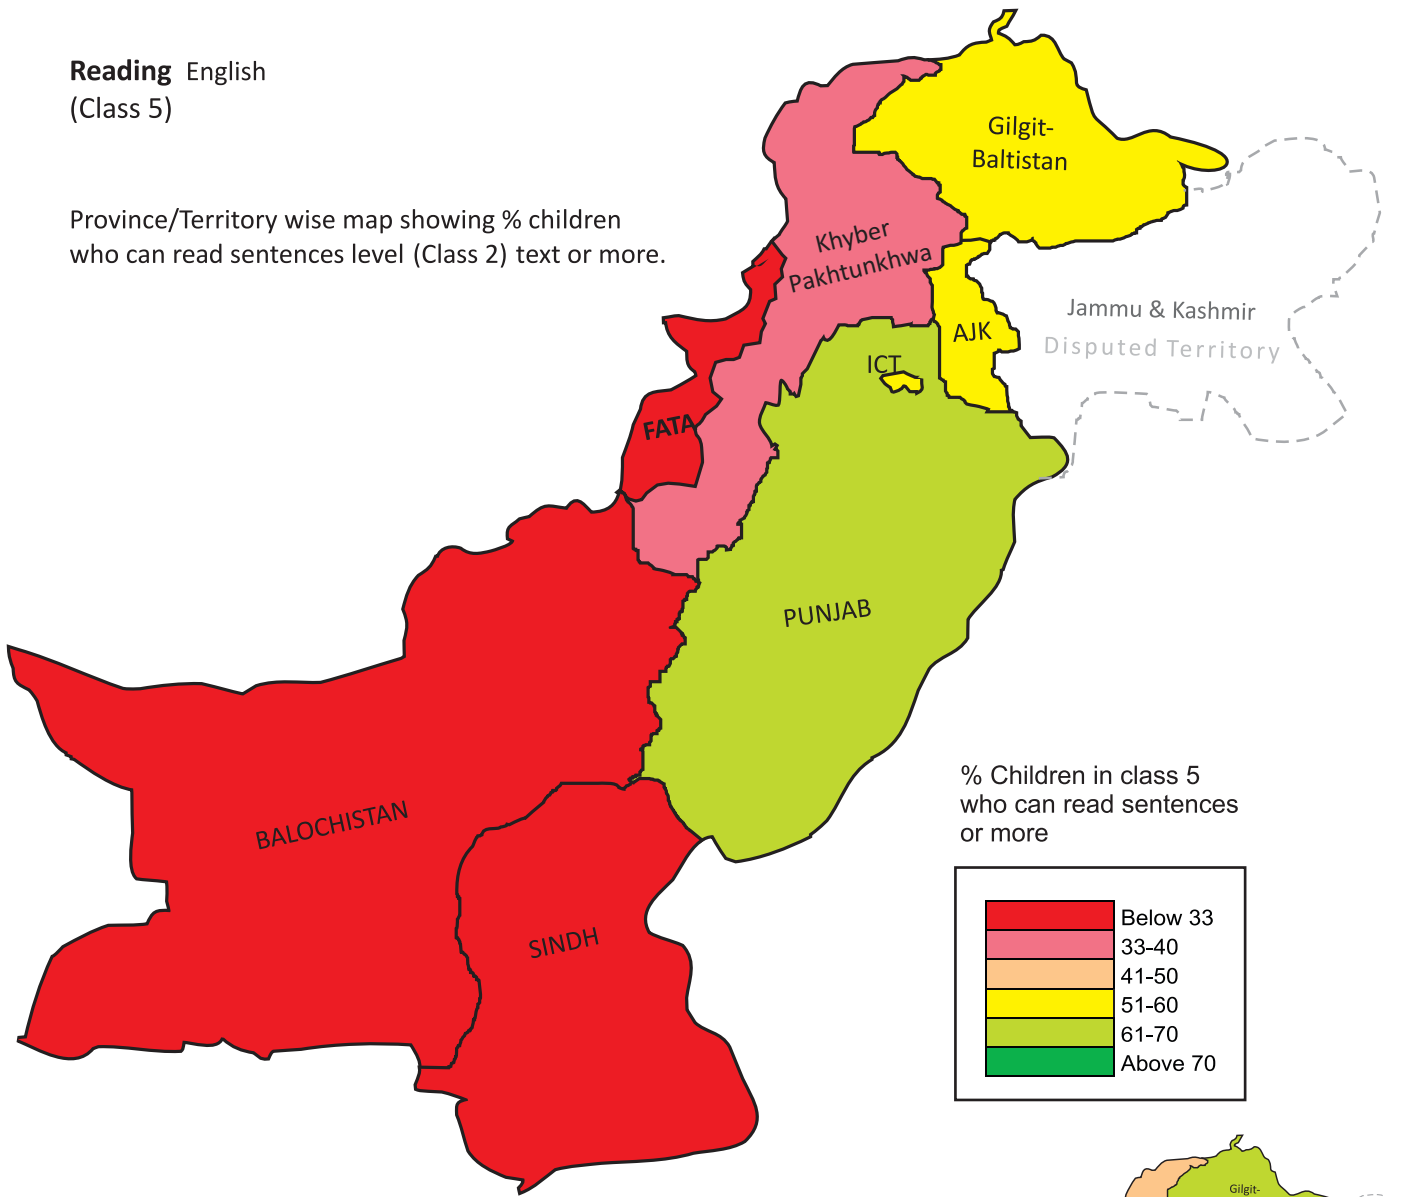 Reading English
(Class 5)
Province/Territory wise map showing % children
who can read sentences level (Class 2) text or more.
Gilgit-
Baltistan
Khyber
Pakhtunkhwa
Jammu & Kashmir
Disputed Territory
AJK
ICT
FATA
PUNJAB
BALOCHISTAN
SINDH
% Children in class 5
who can read sentences
or more
Below 33
33-40
41-50
51-60
61-70
Above 70
Gilgit-